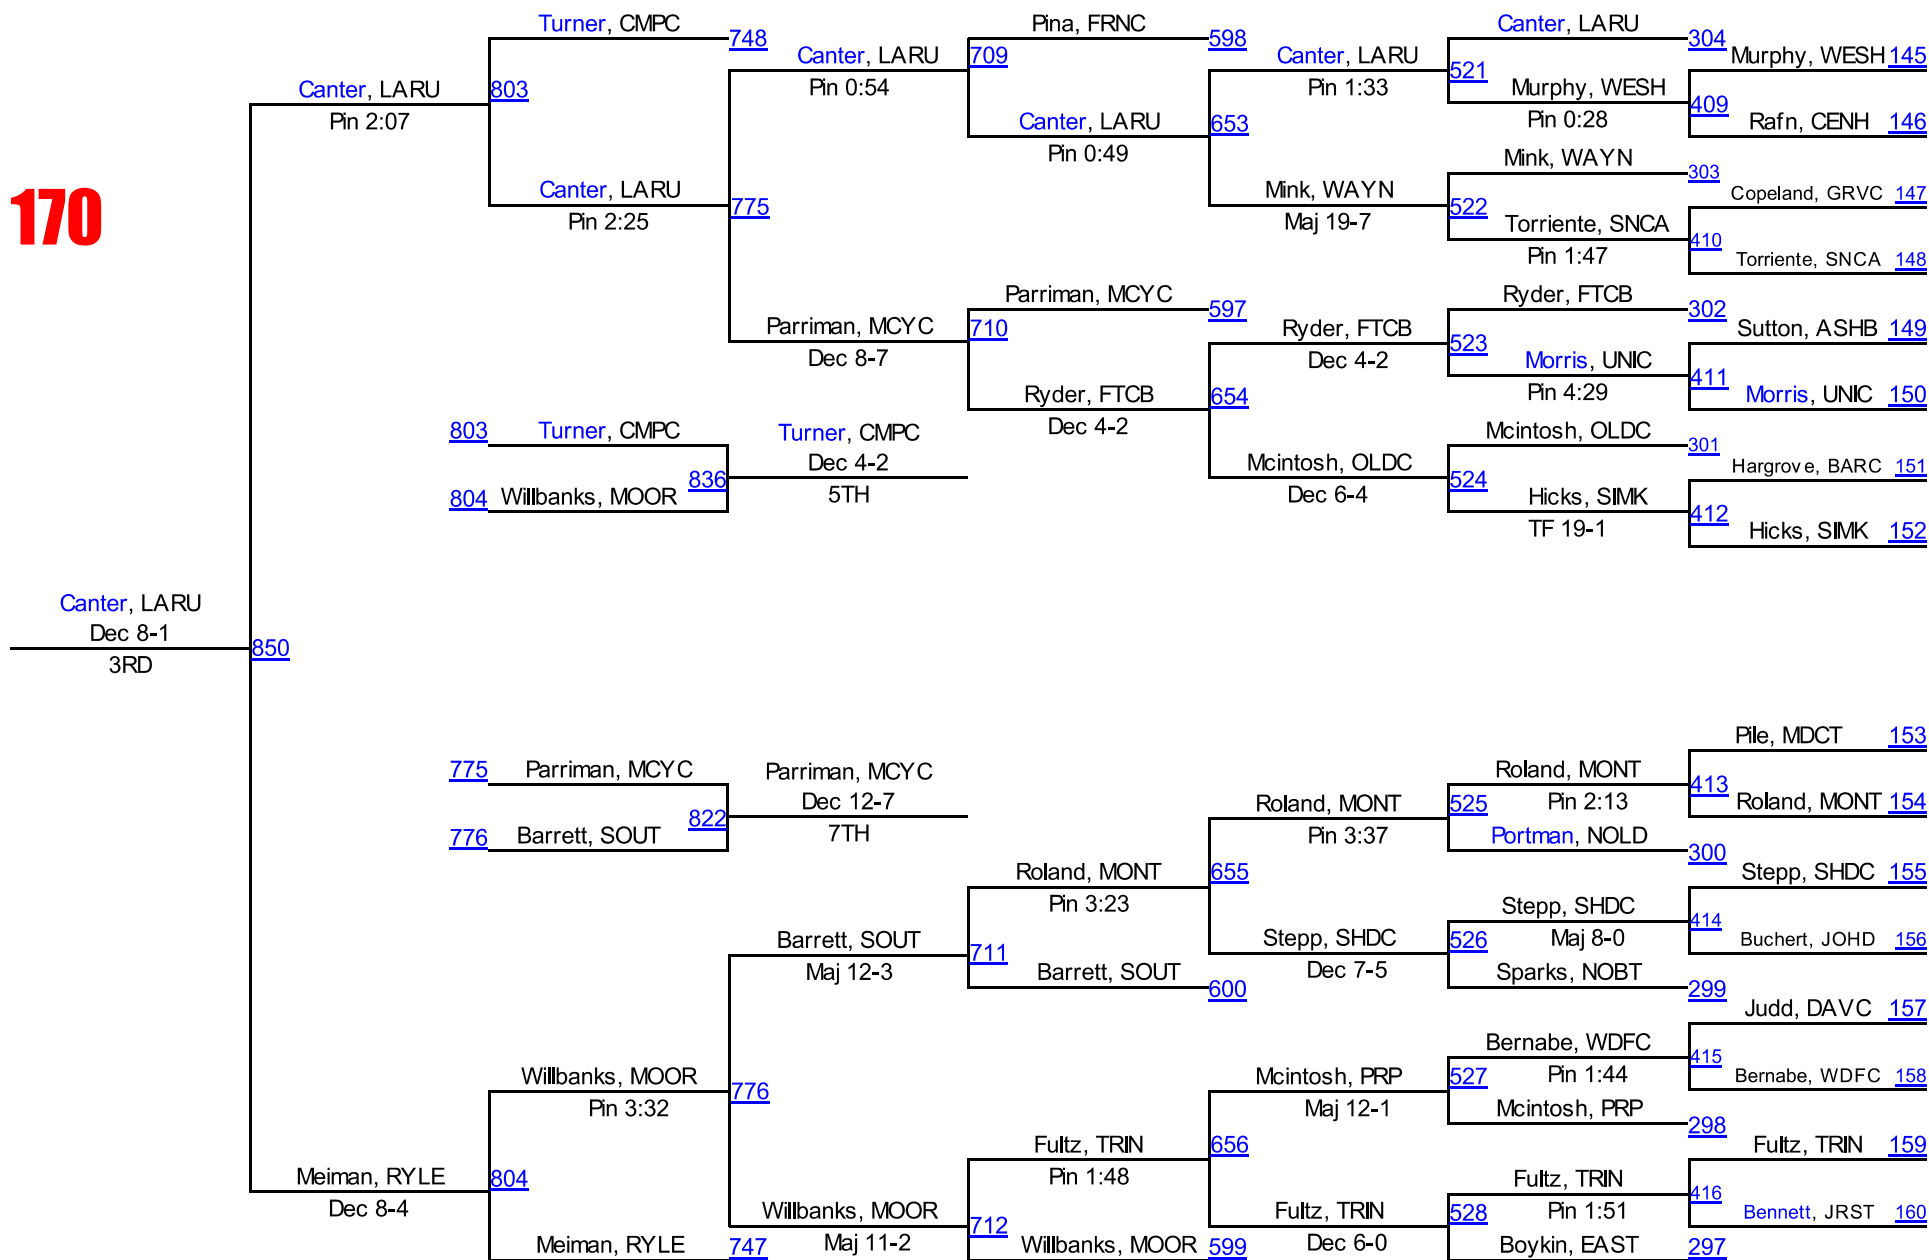 Turner, CMPC
748
Pina, FRNC
598
Canter, LARU
304
Canter, LARU
Pin 0:54
709
Canter, LARU
Pin 1:33
521
Murphy, WESH 145
Canter, LARU
Pin 2:07
803
Murphy, WESH
Pin 0:28
409
Rafn, CENH 146
Canter, LARU
Pin 0:49
653
Mink, WAYN
303
170
Canter, LARU
Pin 2:25
775
Mink, WAYN
Maj 19-7
522
Copeland, GRVC 147
Torriente, SNCA
Pin 1:47
410
Torriente, SNCA 148
Parriman, MCYC
597
Ryder, FTCB
302
Parriman, MCYC
Dec 8-7
710
Ryder, FTCB
Dec 4-2
523
Sutton, ASHB 149
Morris, UNIC
Pin 4:29
411
Morris, UNIC 150
Ryder, FTCB
Dec 4-2
654
803 Turner, CMPC
Turner, CMPC
Dec 4-2
5TH
836
804 Willbanks, MOOR
Mcintosh, OLDC
301
Mcintosh, OLDC
Dec 6-4
524
Hargrove, BARC 151
Hicks, SIMK
TF 19-1
412
Hicks, SIMK 152
Canter, LARU
Dec 8-1
3RD
850
Pile, MDCT 153
775 Parriman, MCYC
Parriman, MCYC
Dec 12-7
7TH
822
776 Barrett, SOUT
Roland, MONT
Pin 2:13
413
Roland, MONT 154
Roland, MONT
Pin 3:37
525
Portman, NOLD
300
Roland, MONT
Pin 3:23
655
Stepp, SHDC 155
Stepp, SHDC
Maj 8-0
414
Buchert, JOHD 156
Barrett, SOUT
Maj 12-3
711
Stepp, SHDC
Dec 7-5
526
Barrett, SOUT
600
Sparks, NOBT
299
Judd, DAVC 157
Bernabe, WDFC
Pin 1:44
415
Bernabe, WDFC 158
Willbanks, MOOR
Pin 3:32
776
Mcintosh, PRP
Maj 12-1
527
Mcintosh, PRP
298
Fultz, TRIN
Pin 1:48
656
Fultz, TRIN 159
Meiman, RYLE
Dec 8-4
804
Fultz, TRIN
Pin 1:51
416
Bennett, JRST 160
Willbanks, MOOR
Maj 11-2
712
Fultz, TRIN
Dec 6-0
528
Meiman, RYLE
747
Willbanks, MOOR 599
Boykin, EAST
297